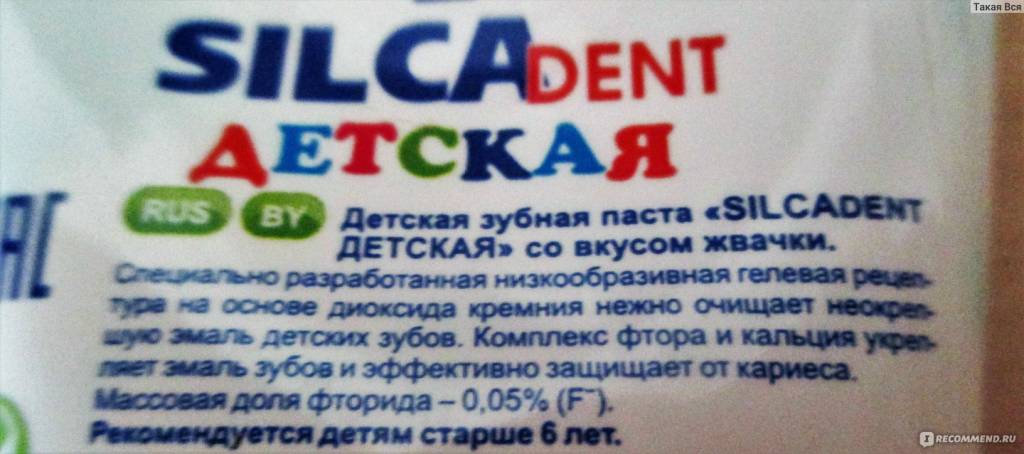 Такая Вся
SILCADENT
ДЕТСКАЯ
RUS BY Детская зубная паста «SILCADENT
ДЕТСКАЯ» со вкусом жвачки.
Специально разработанная низкообразивная гелевая рецеп-
тура на основе диоксида кремния нежно очищает неокреп-
шую эмаль детских зубов. Комплекс фтора и кальция укреп-
ляет эмаль зубов и эффективно защищает от кариеса.
Массовая доля фторида – 0,05% (F⁻).
Рекомендуется детям старше 6 лет.
EAC
IRECOMMEND.RU